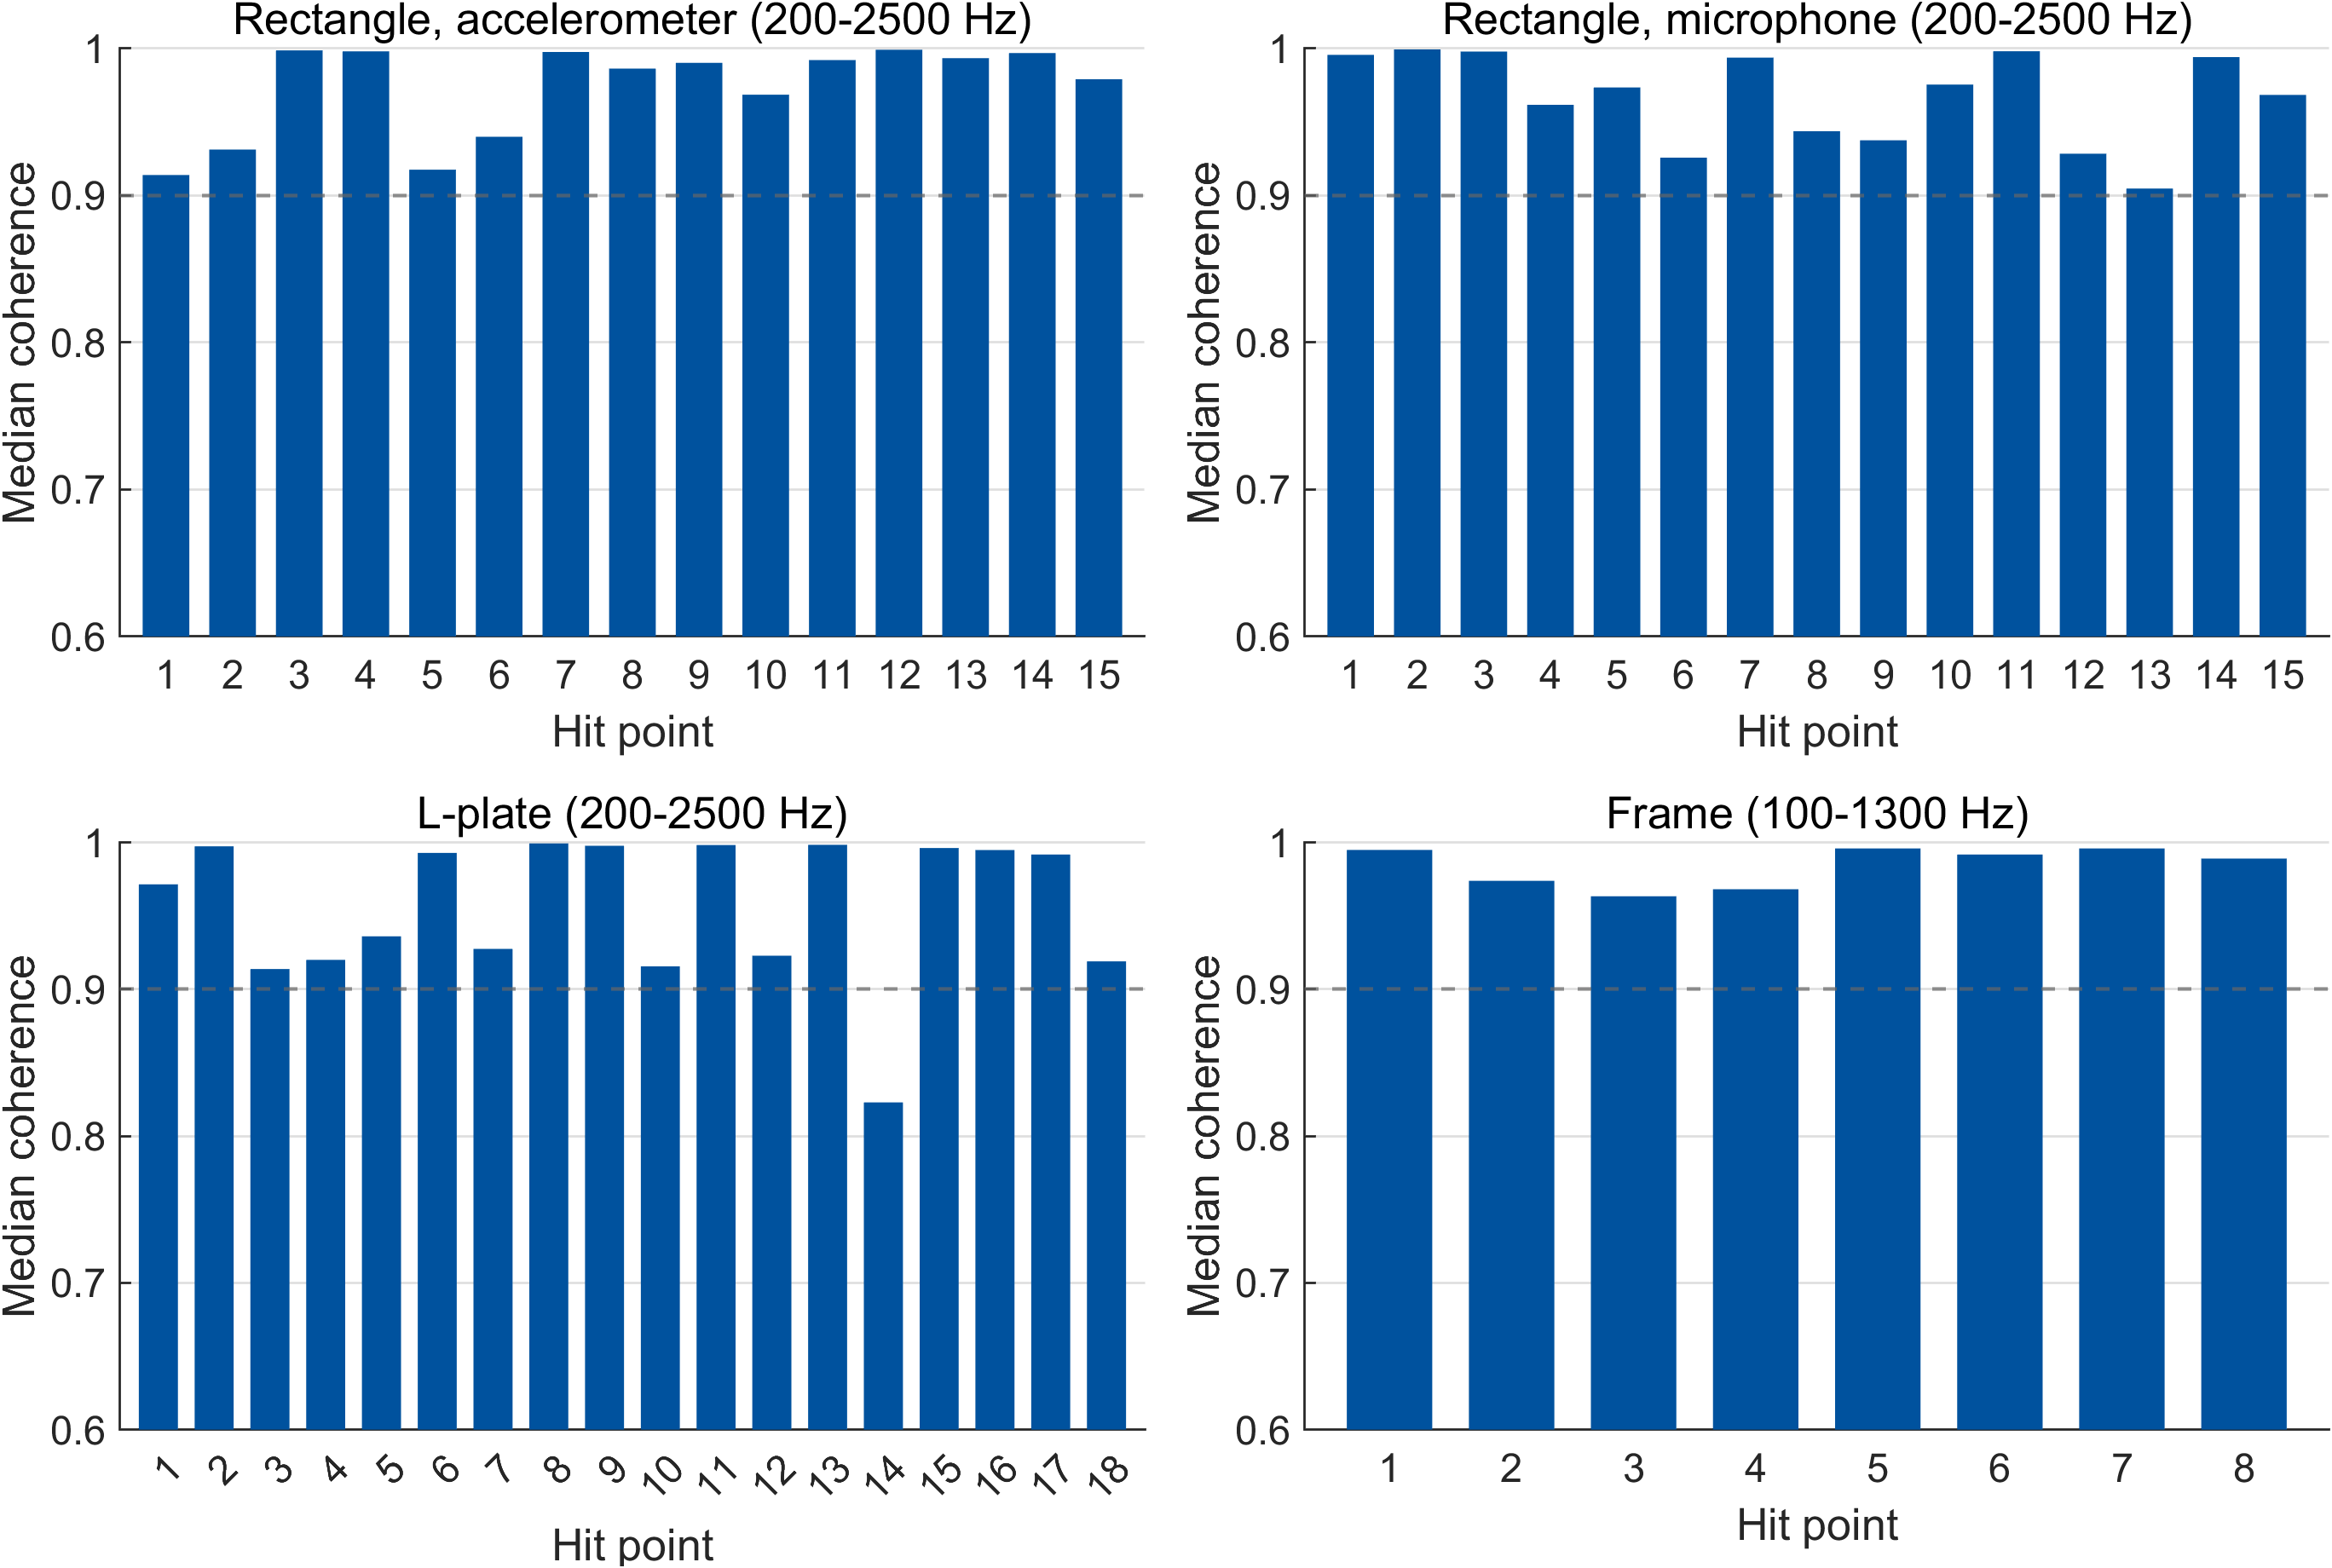 Rectangle, accelerometer (200-2500 Hz)
Median coherence
1
0.9
0.8
0.7
0.6
1 2 3 4 5 6 7 8 9 10 11 12 13 14 15
Hit point
Rectangle, microphone (200-2500 Hz)
Median coherence
1
0.9
0.8
0.7
0.6
1 2 3 4 5 6 7 8 9 10 11 12 13 14 15
Hit point
L-plate (200-2500 Hz)
Median coherence
1
0.9
0.8
0.7
0.6
1 2 3 4 5 6 7 8 9 10 11 12 13 14 15 16 17 18
Hit point
Frame (100-1300 Hz)
Median coherence
1
0.9
0.8
0.7
0.6
1 2 3 4 5 6 7 8
Hit point